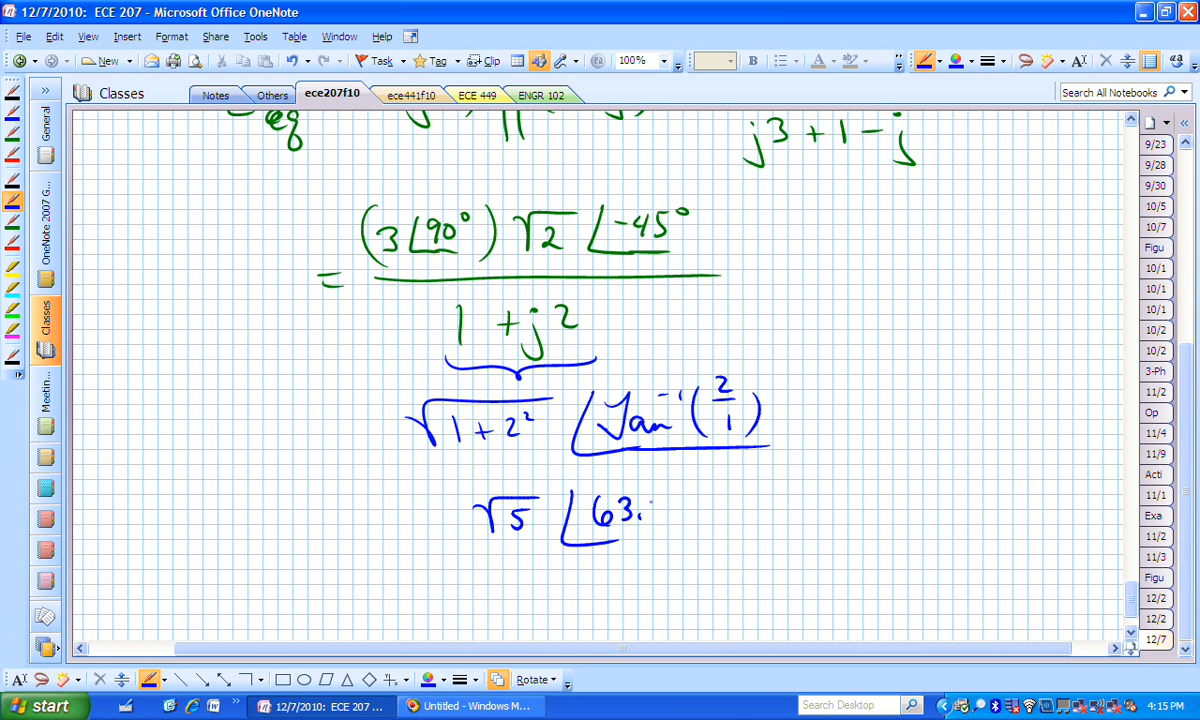 12/7/2010: ECE 207 - Microsoft Office OneNote
File Edit View Insert Format Share Tools Table Window Help
New Task Tag Clip 100% B ab
Classes Notes Others ece207f10 ece441f10 ECE 449 ENGR 102 Search All Notebooks
General
OneNote 2007 G...
Classes
Meetin...
eq j3 + 1 - j
= (3∠90°) √2 ∠-45°
1 + j2
√1 + 2² ∠Tan⁻¹(2/1)
√5 ∠63.
9/23
9/28
9/30
10/5
10/7
Figu
10/1
10/1
10/1
10/2
10/2
3-Ph
11/2
Op
11/4
11/9
Acti
11/1
Exa
11/2
11/3
Figu
12/2
12/2
12/7
Rotate
start 12/7/2010: ECE 207 ... Untitled - Windows M... Search Desktop 4:15 PM